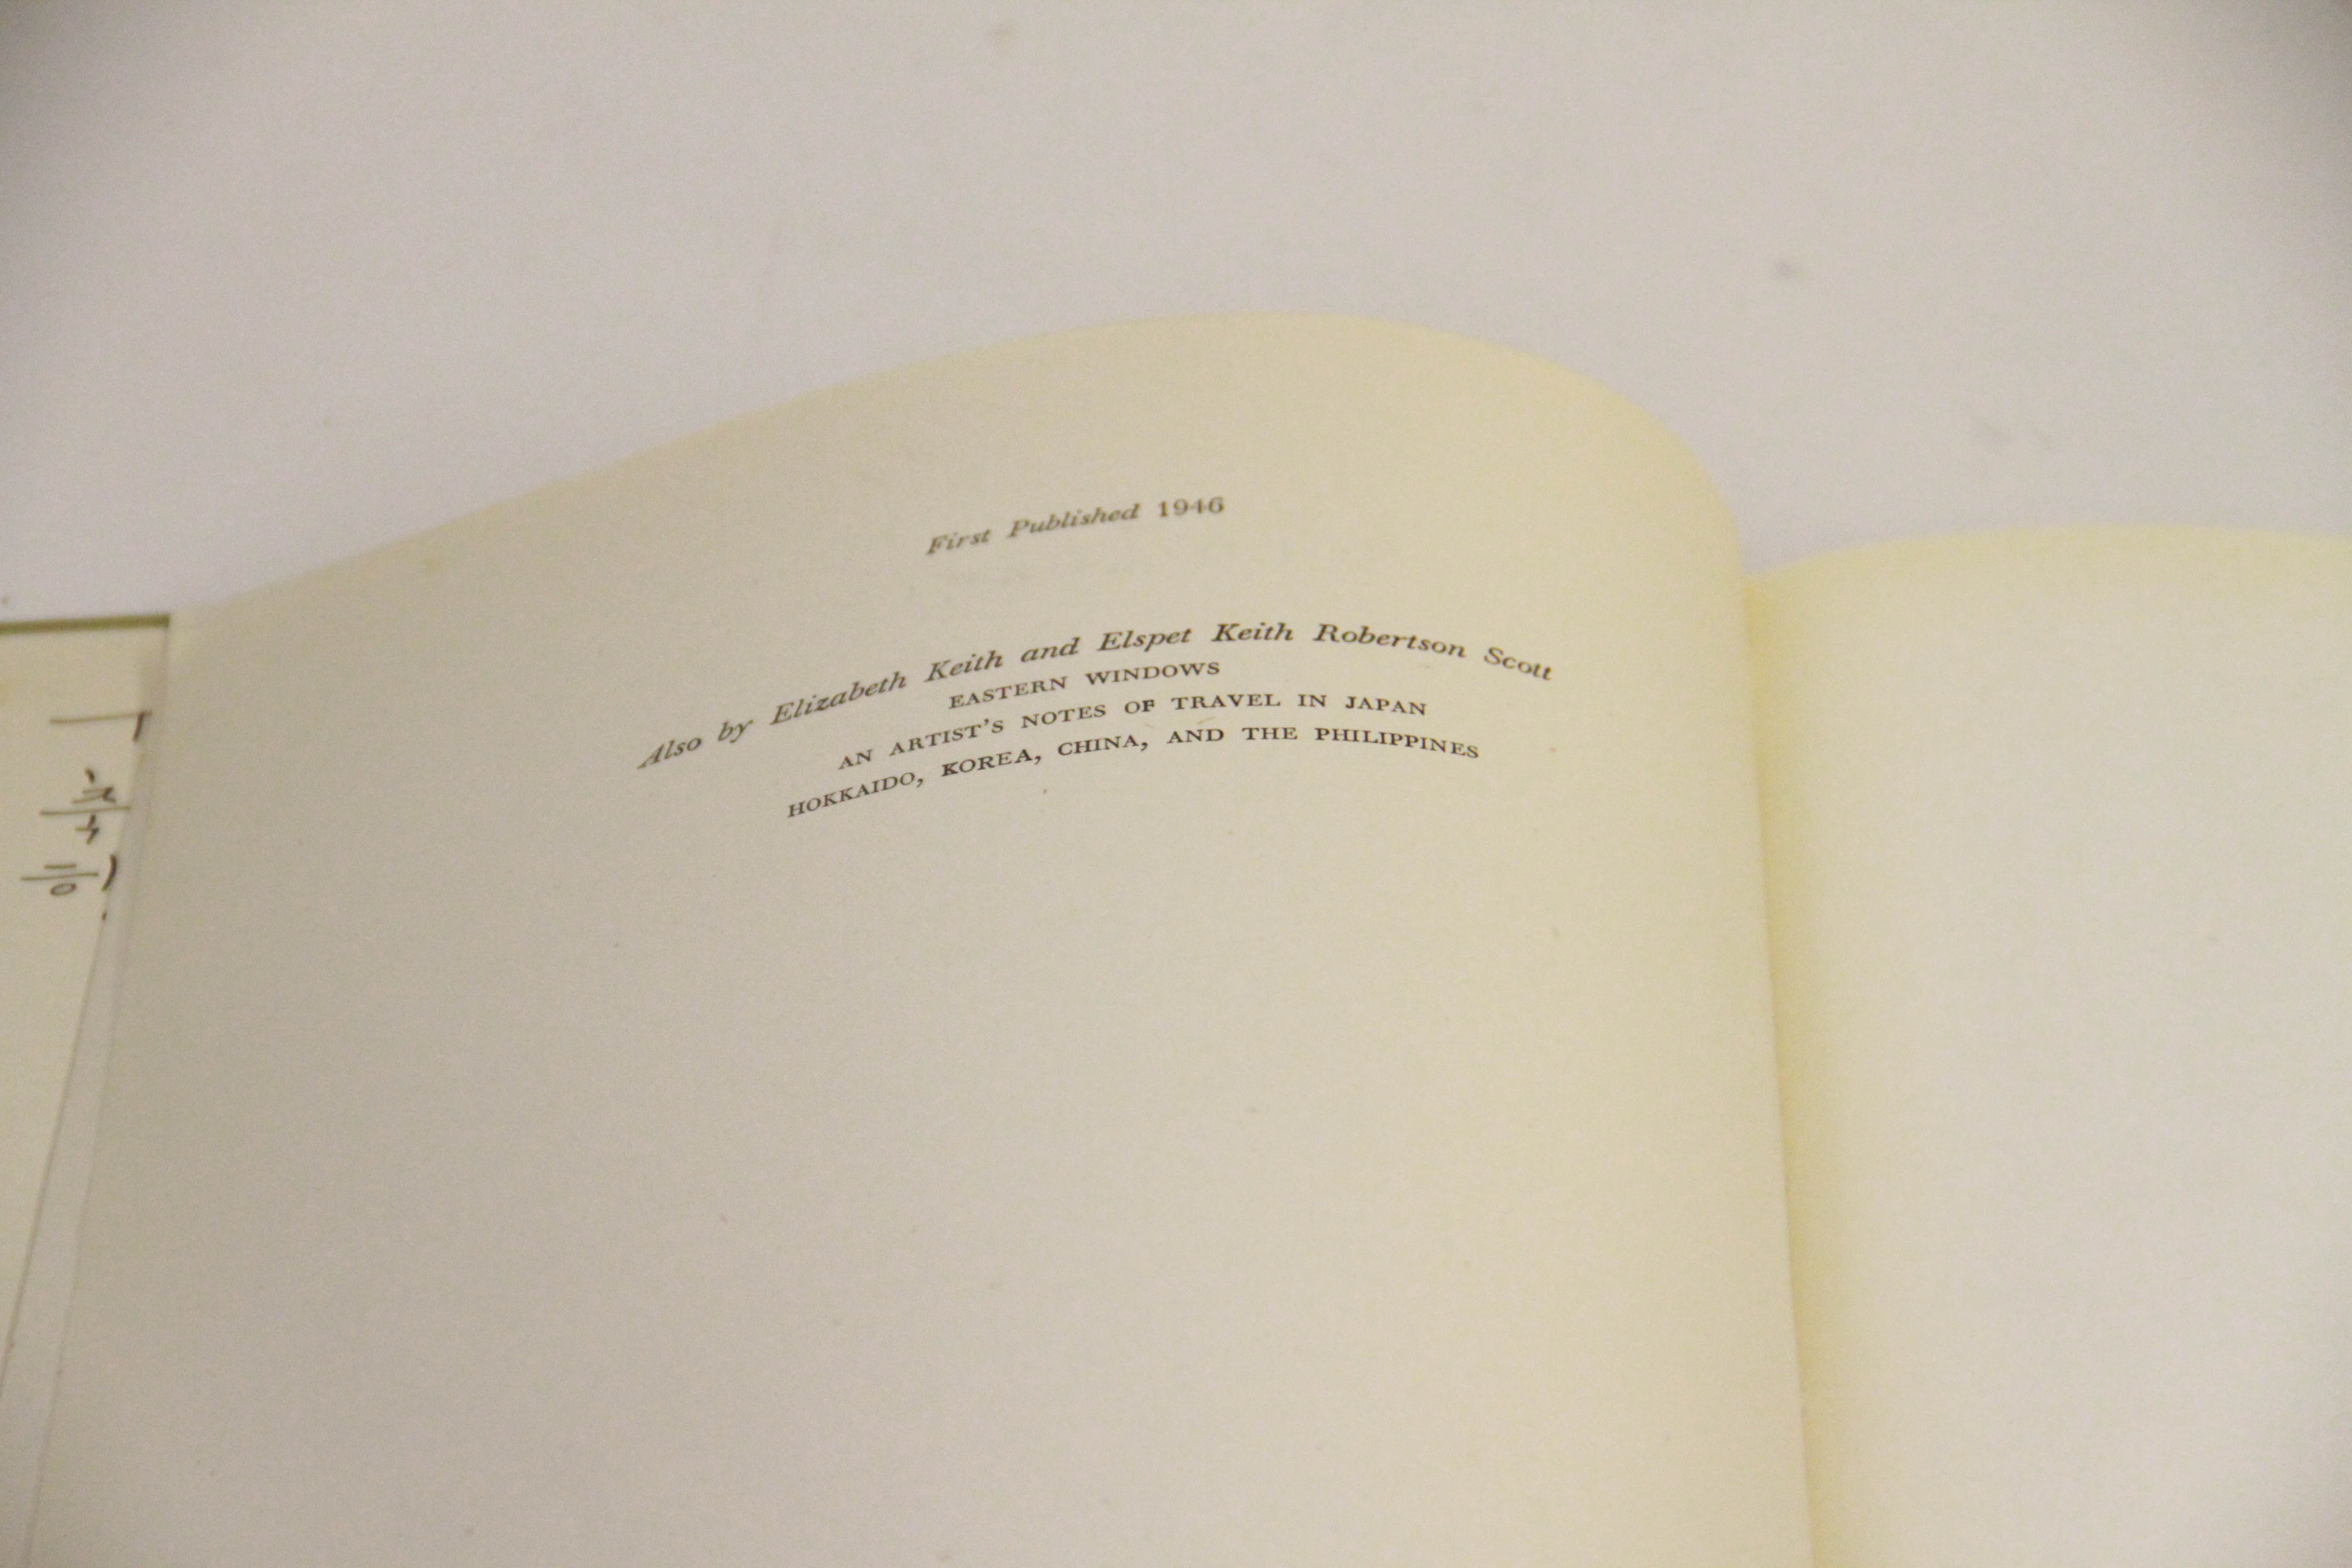 First Published 1946
Also by Elizabeth Keith and Elspet Keith Robertson Scott
EASTERN WINDOWS
AN ARTIST'S NOTES OF TRAVEL IN JAPAN
HOKKAIDO, KOREA, CHINA, AND THE PHILIPPINES